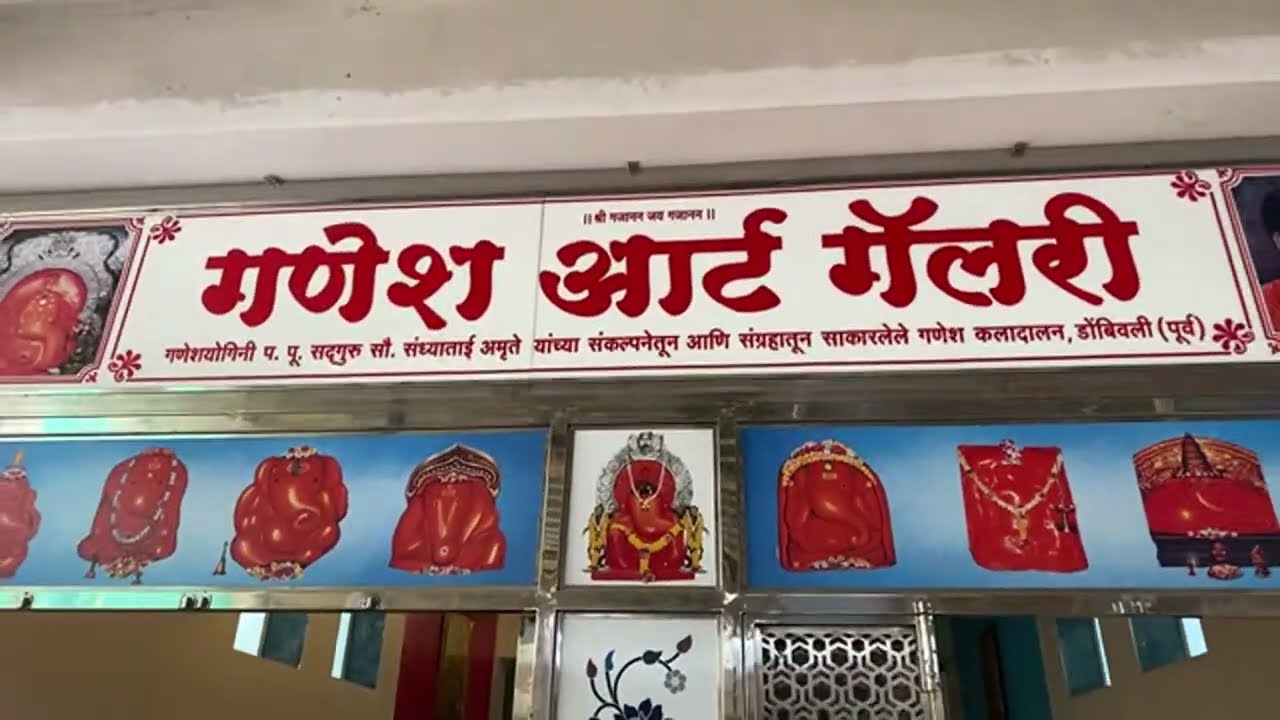 || श्री गजानन जय गजानन ||
गणेश आर्ट गॅलरी
गणेशयोगिनी प. पू. सद्‌गुरु सौ. संध्याताई अमृते यांच्या संकल्पनेतून आणि संग्रहातून साकारलेले गणेश कलादालन, डोंबिवली (पूर्व)